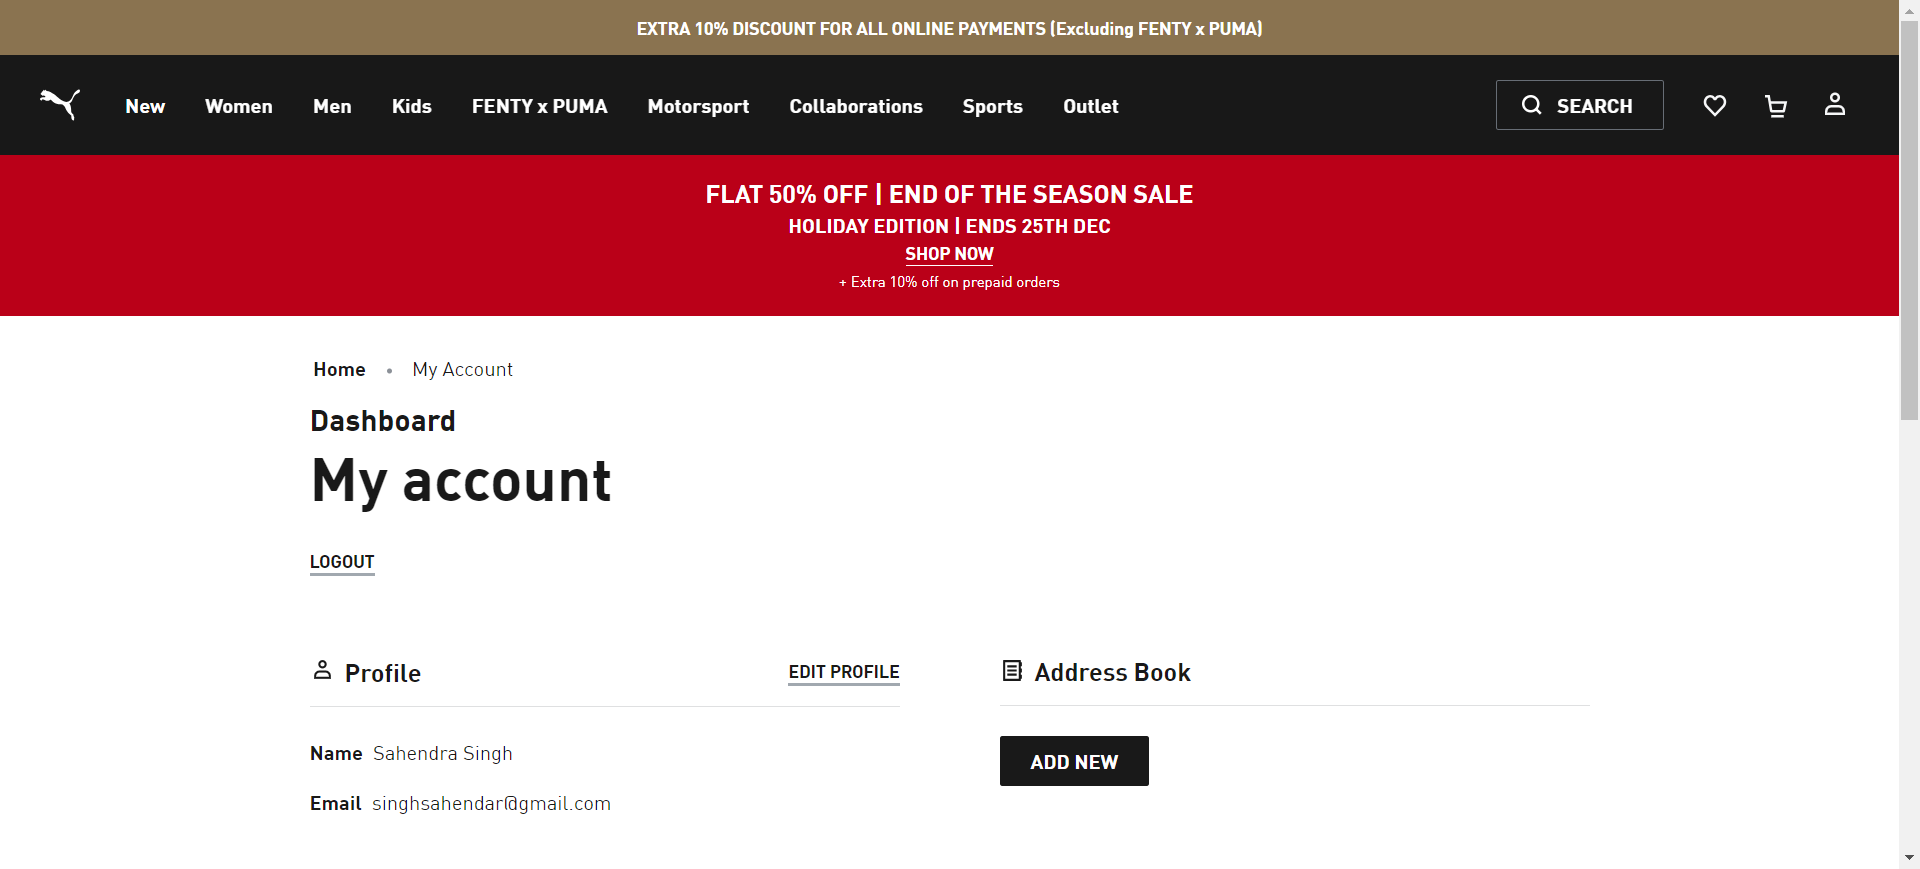 EXTRA 10% DISCOUNT FOR ALL ONLINE PAYMENTS (Excluding FENTY x PUMA)
New Women Men Kids FENTY x PUMA Motorsport Collaborations Sports Outlet SEARCH
FLAT 50% OFF | END OF THE SEASON SALE
HOLIDAY EDITION | ENDS 25TH DEC
SHOP NOW
+ Extra 10% off on prepaid orders
Home • My Account
Dashboard
My account
LOGOUT
Profile EDIT PROFILE
Name Sahendra Singh
Email singhsahendar@gmail.com
Address Book
ADD NEW